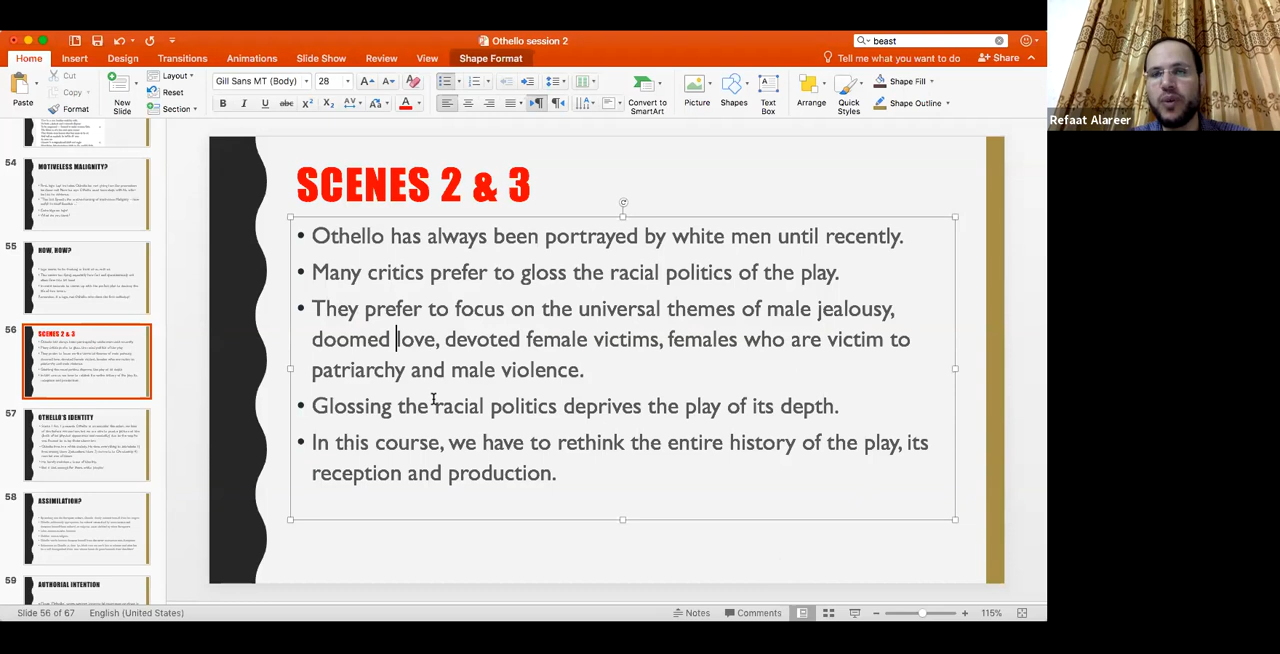 Othello session 2
beast
Home
Insert
Design
Transitions
Animations
Slide Show
Review
View
Shape Format
Tell me what you want to do
Share
Paste
Cut
Copy
Format
New
Slide
Layout
Reset
Section
Gill Sans MT (Body)
28
Convert to
SmartArt
Picture
Shapes
Text
Box
Arrange
Quick
Styles
Shape Fill
Shape Outline
Refaat Alareer
54
MOTIVELESS MALIGNITY?
55
HOW, HOW?
56
SCENES 2 & 3
57
OTHELLO'S IDENTITY
58
ASSIMILATION?
59
AUTHORIAL INTENTION
SCENES 2 & 3
• Othello has always been portrayed by white men until recently.
• Many critics prefer to gloss the racial politics of the play.
• They prefer to focus on the universal themes of male jealousy,
doomed love, devoted female victims, females who are victim to
patriarchy and male violence.
• Glossing the racial politics deprives the play of its depth.
• In this course, we have to rethink the entire history of the play, its
reception and production.
Slide 56 of 67
English (United States)
Notes
Comments
115%